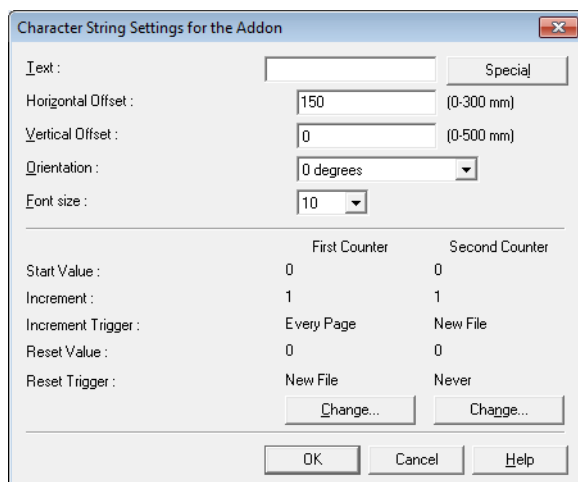 Character String Settings for the Addon
Text :
Special
Horizontal Offset :
150
(0-300 mm)
Vertical Offset :
0
(0-500 mm)
Orientation :
0 degrees
Font size :
10
First Counter Second Counter
Start Value : 0 0
Increment : 1 1
Increment Trigger : Every Page New File
Reset Value : 0 0
Reset Trigger : New File Never
Change... Change...
OK Cancel Help